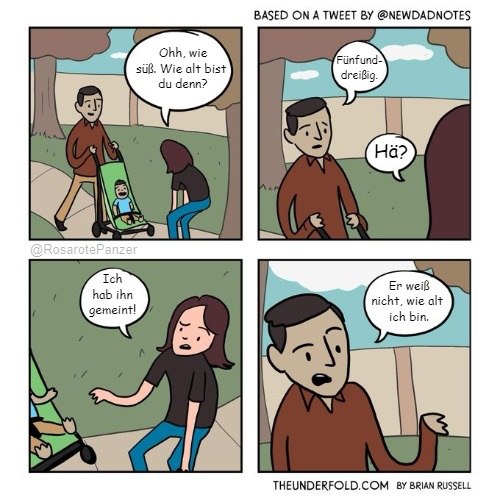 BASED ON A TWEET BY @NEWDADNOTES
Ohh, wie
süß. Wie alt bist
du denn?
Fünfund-
dreißig.
Hä?
@RosarotePanzer
Ich
hab ihn
gemeint!
Er weiß
nicht, wie alt
ich bin.
THEUNDERFOLD.COM BY BRIAN RUSSELL